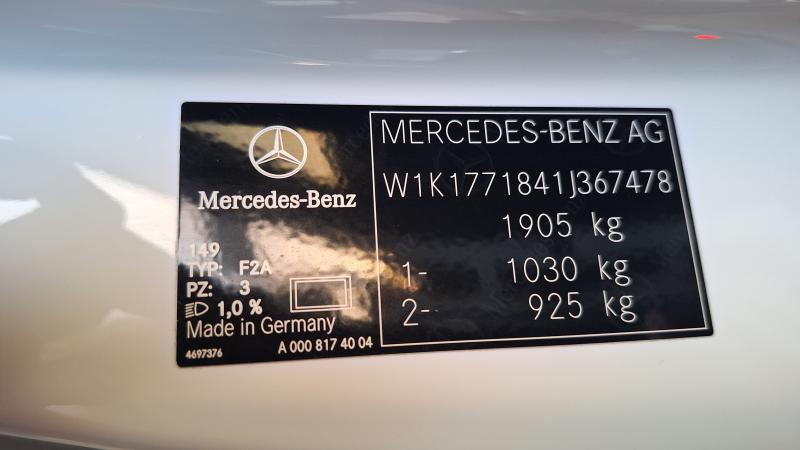 Mercedes-Benz
149
TYP: F2A
PZ: 3
1,0 %
Made in Germany
4697376
A 000 817 40 04
MERCEDES-BENZ AG
W1K1771841J367478
1905 kg
1- 1030 kg
2- 925 kg